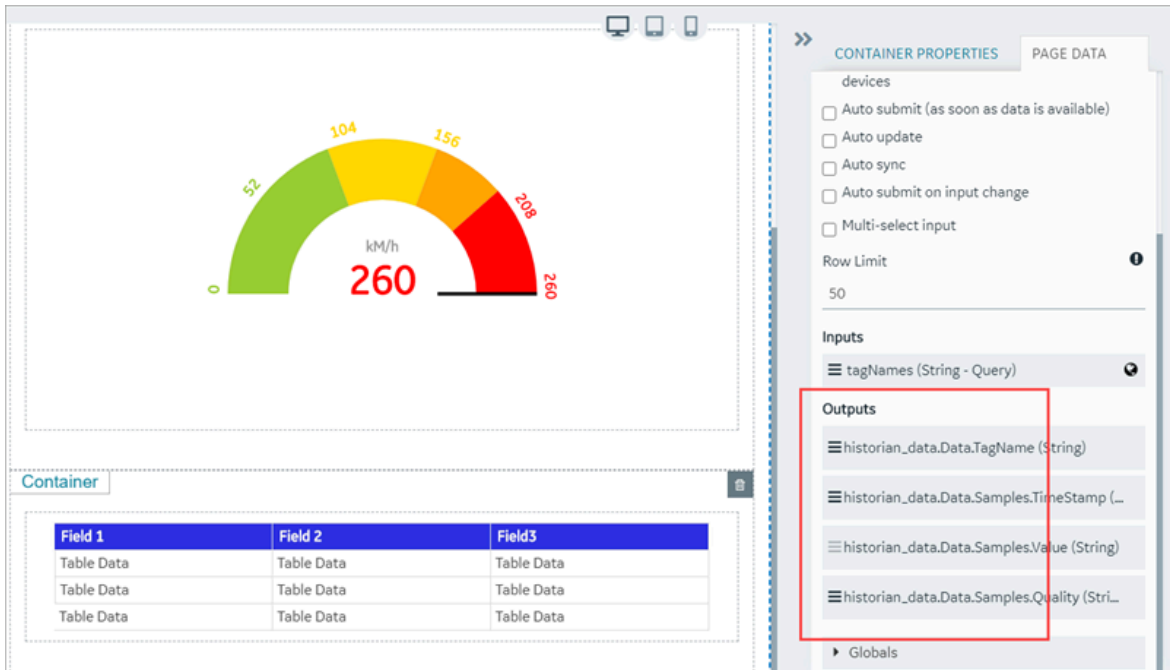 CONTAINER PROPERTIES
PAGE DATA
devices
Auto submit (as soon as data is available)
Auto update
Auto sync
Auto submit on input change
Multi-select input
Row Limit
50
Inputs
tagNames (String - Query)
Outputs
historian_data.Data.TagName (String)
historian_data.Data.Samples.TimeStamp (...
historian_data.Data.Samples.Value (String)
historian_data.Data.Samples.Quality (Stri...
Globals
0
52
104
156
208
260
kM/h
260
Container
Field 1 Field 2 Field3
Table Data Table Data Table Data
Table Data Table Data Table Data
Table Data Table Data Table Data